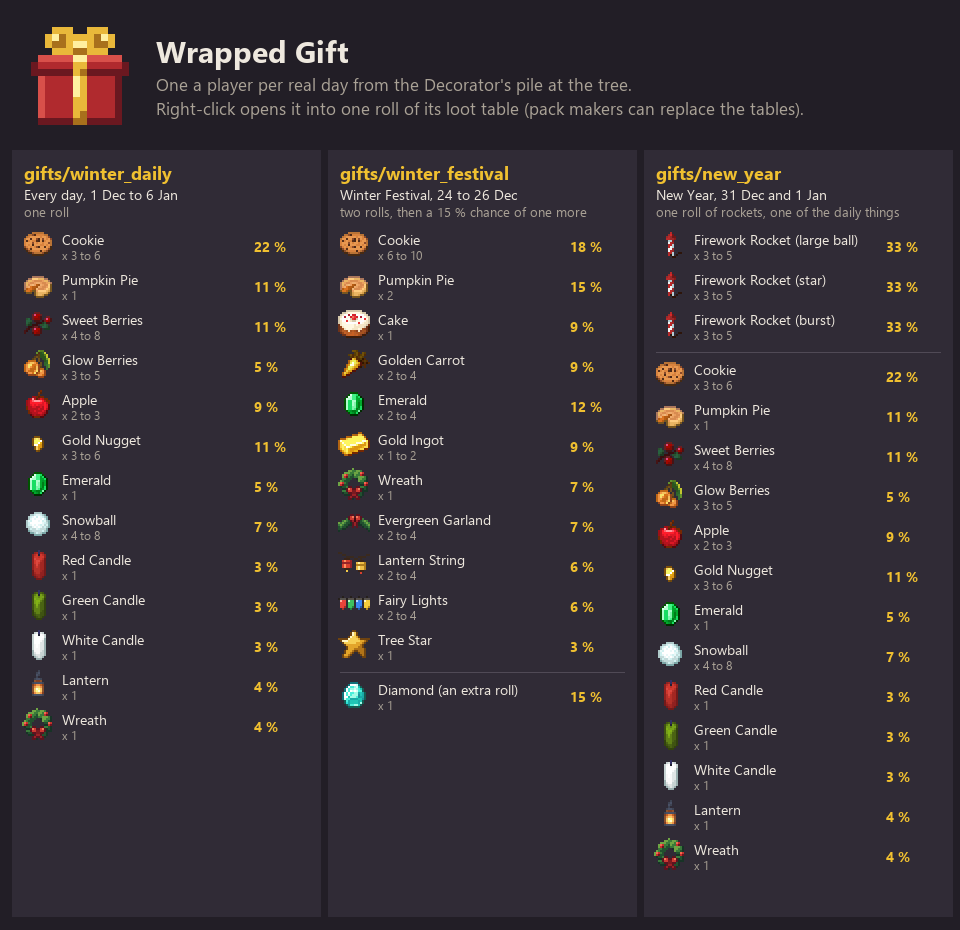 Wrapped Gift
One a player per real day from the Decorator's pile at the tree.
Right-click opens it into one roll of its loot table (pack makers can replace the tables).
gifts/winter_daily
Every day, 1 Dec to 6 Jan
one roll
Cookie
x 3 to 6
22 %
Pumpkin Pie
x 1
11 %
Sweet Berries
x 4 to 8
11 %
Glow Berries
x 3 to 5
5 %
Apple
x 2 to 3
9 %
Gold Nugget
x 3 to 6
11 %
Emerald
x 1
5 %
Snowball
x 4 to 8
7 %
Red Candle
x 1
3 %
Green Candle
x 1
3 %
White Candle
x 1
3 %
Lantern
x 1
4 %
Wreath
x 1
4 %
gifts/winter_festival
Winter Festival, 24 to 26 Dec
two rolls, then a 15 % chance of one more
Cookie
x 6 to 10
18 %
Pumpkin Pie
x 2
15 %
Cake
x 1
9 %
Golden Carrot
x 2 to 4
9 %
Emerald
x 2 to 4
12 %
Gold Ingot
x 1 to 2
9 %
Wreath
x 1
7 %
Evergreen Garland
x 2 to 4
7 %
Lantern String
x 2 to 4
6 %
Fairy Lights
x 2 to 4
6 %
Tree Star
x 1
3 %
Diamond (an extra roll)
x 1
15 %
gifts/new_year
New Year, 31 Dec and 1 Jan
one roll of rockets, one of the daily things
Firework Rocket (large ball)
x 3 to 5
33 %
Firework Rocket (star)
x 3 to 5
33 %
Firework Rocket (burst)
x 3 to 5
33 %
Cookie
x 3 to 6
22 %
Pumpkin Pie
x 1
11 %
Sweet Berries
x 4 to 8
11 %
Glow Berries
x 3 to 5
5 %
Apple
x 2 to 3
9 %
Gold Nugget
x 3 to 6
11 %
Emerald
x 1
5 %
Snowball
x 4 to 8
7 %
Red Candle
x 1
3 %
Green Candle
x 1
3 %
White Candle
x 1
3 %
Lantern
x 1
4 %
Wreath
x 1
4 %